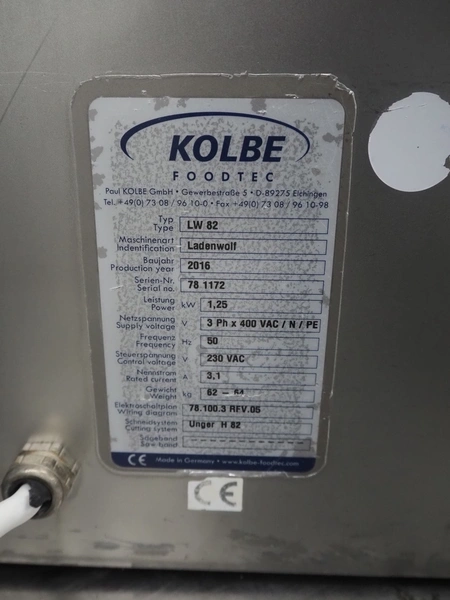 KOLBE
FOODTEC
Paul KOLBE GmbH • Gewerbestraße 5 • D-89275 Elchingen
Tel. +49(0) 73 08 / 96 10-0 • Fax +49(0) 73 08 / 96 10-98
Typ
Type LW 82
Maschinenart
Indentification Ladenwolf
Baujahr
Production year 2016
Serien-Nr.
Serial no. 78 1172
Leistung
Power kW 1,25
Netzspannung
Supply voltage V 3 Ph x 400 VAC / N / PE
Frequenz
Frequency Hz 50
Steuerspannung
Control voltage V 230 VAC
Nennstrom
Rated current A 3,1
Gewicht
Weight kg 62 – 64
Elektroschaltplan
Wiring diagram 78.100.3 RFV.05
Schneidsystem
Cutting system Unger H 82
Sägeband
Saw band
CE Made in Germany • www.kolbe-foodtec.com
CE